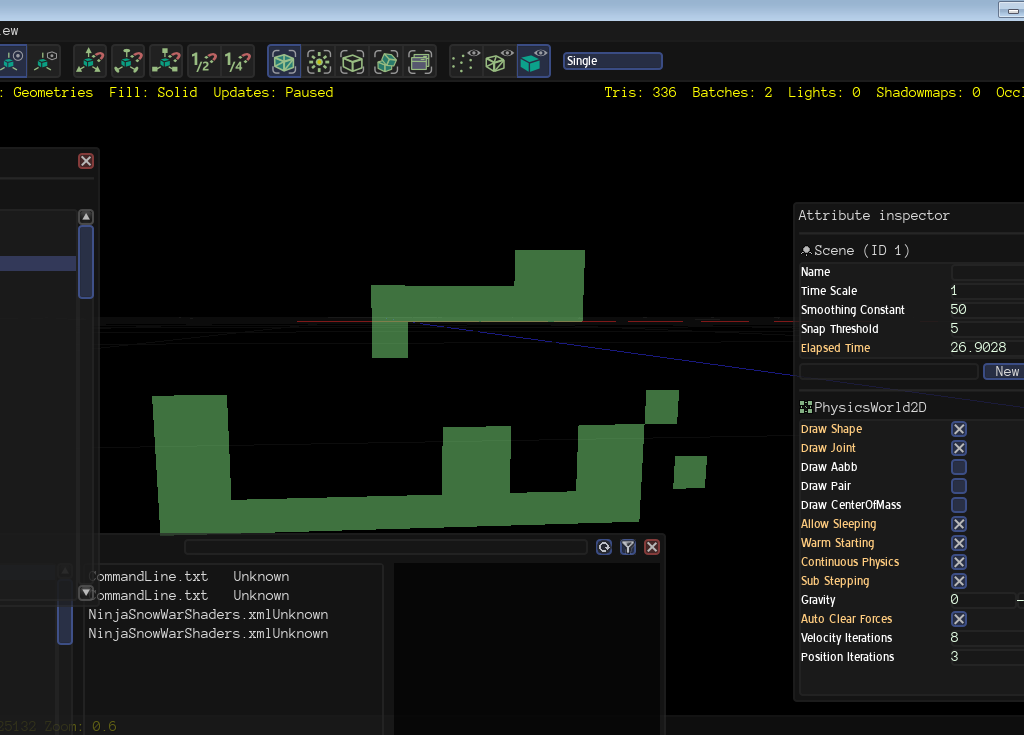 ew
1/2 ? 1/4 ?
Single
: Geometries Fill: Solid Updates: Paused
Tris: 336 Batches: 2 Lights: 0 Shadowmaps: 0 Occl
Attribute inspector
Scene (ID 1)
Name
Time Scale 1
Smoothing Constant 50
Snap Threshold 5
Elapsed Time 26.9028
New
PhysicsWorld2D
Draw Shape
Draw Joint
Draw Aabb
Draw Pair
Draw CenterOfMass
Allow Sleeping
Warm Starting
Continuous Physics
Sub Stepping
Gravity 0
Auto Clear Forces
Velocity Iterations 8
Position Iterations 3
CommandLine.txt Unknown
CommandLine.txt Unknown
NinjaSnowWarShaders.xmlUnknown
NinjaSnowWarShaders.xmlUnknown
25132 Zoom: 0.6